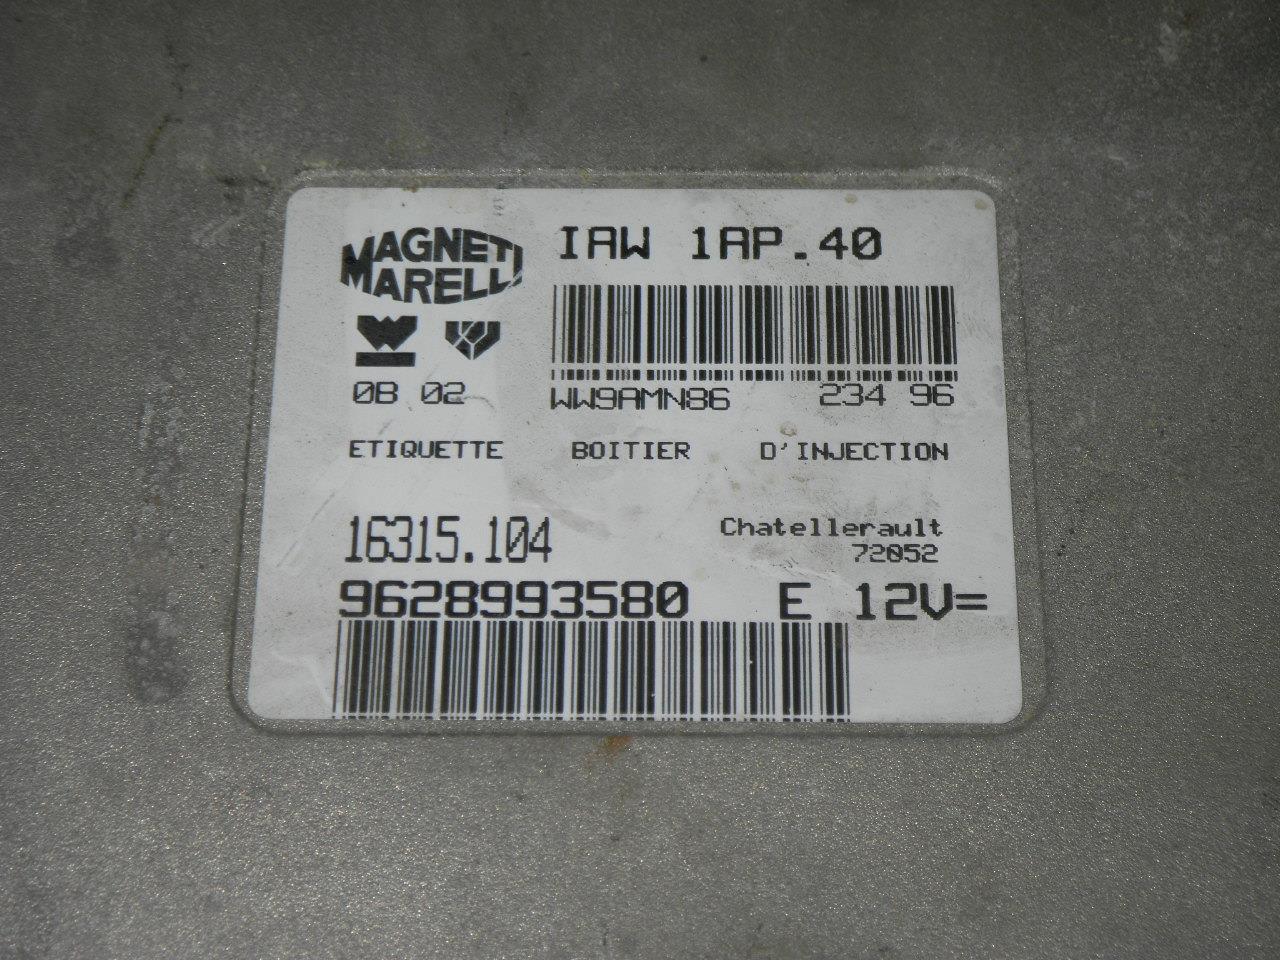 MAGNETI
MARELLI
IAW 1AP.40
0B 02
WW9AMN86 234 96
ETIQUETTE BOITIER D'INJECTION
16315.104
Chatellerault
72052
9628993580 E 12V=